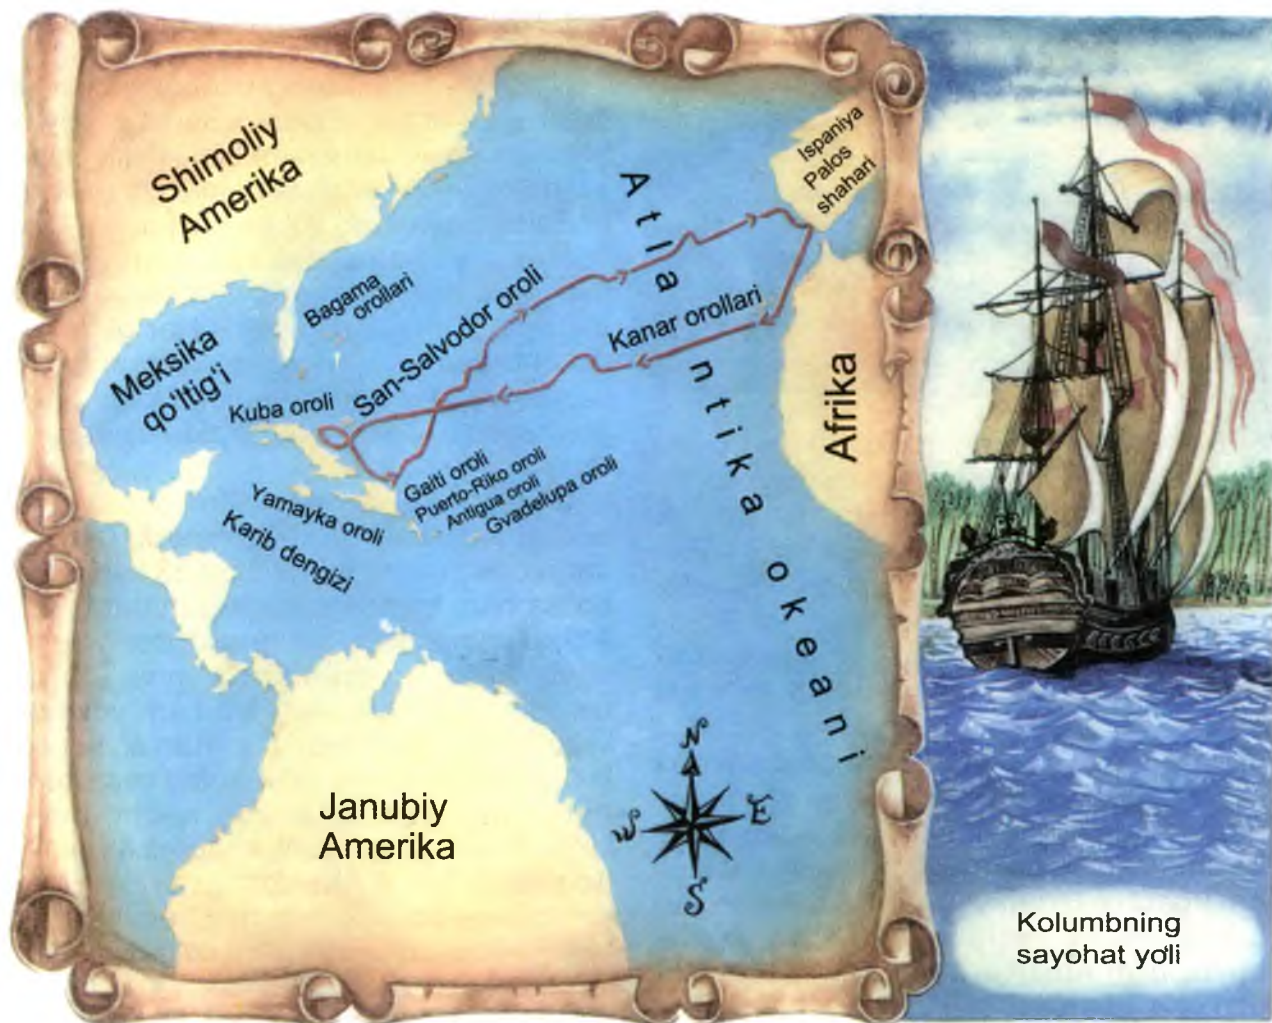 Shimoliy
Amerika
Ispaniya
Palos
shahari
Atlantika okeani
Bagama
orollari
San-Salvodor oroli
Kanar orollari
Meksika
qo'ltig'i
Kuba oroli
Afrika
Gaiti oroli
Puerto-Riko oroli
Antigua oroli
Gvadelupa oroli
Yamayka oroli
Karib dengizi
Janubiy
Amerika
N
W
E
S
Kolumbning
sayohat yo'li